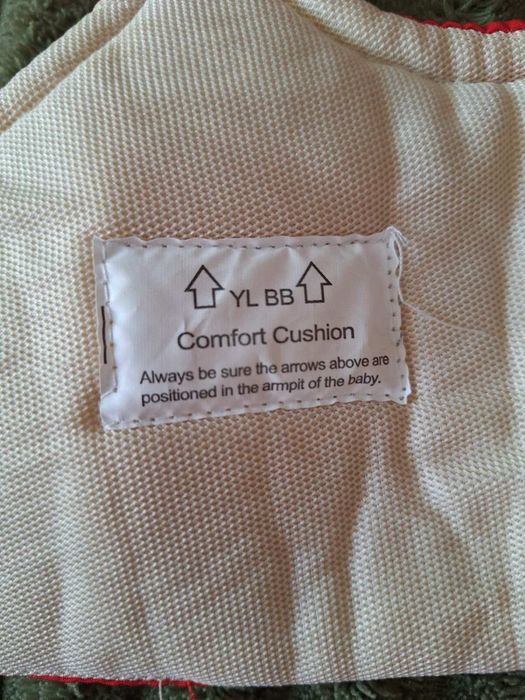 YL BB
Comfort Cushion
Always be sure the arrows above are
positioned in the armpit of the baby.